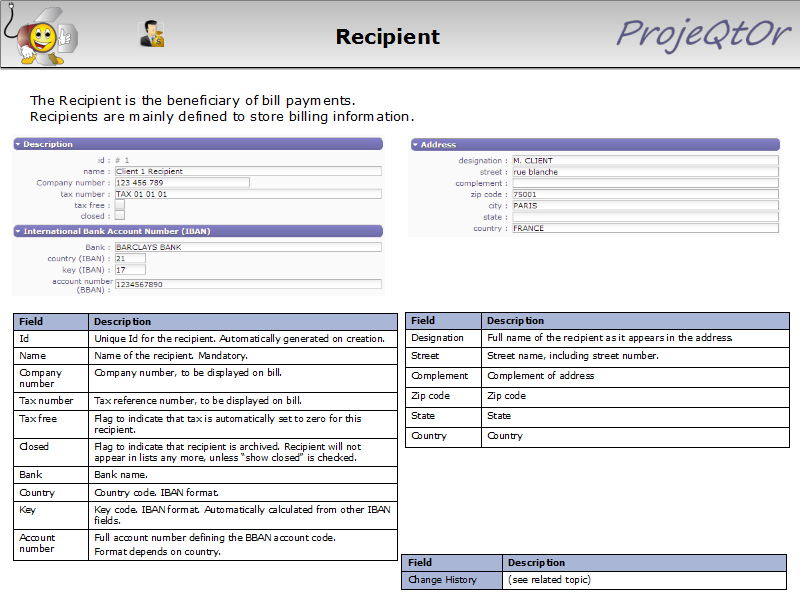 Recipient
ProjeQtOr
The Recipient is the beneficiary of bill payments.
Recipients are mainly defined to store billing information.
Description
id : # 1
name : Client 1 Recipient
Company number : 123 456 789
tax number : TAX 01 01 01
tax free :
closed :
International Bank Account Number (IBAN)
Bank : BARCLAYS BANK
country (IBAN) : 21
key (IBAN) : 17
account number
(BBAN) : 1234567890
Address
designation : M. CLIENT
street : rue blanche
complement :
zip code : 75001
city : PARIS
state :
country : FRANCE
Field Description
Id Unique Id for the recipient. Automatically generated on creation.
Name Name of the recipient. Mandatory.
Company
number Company number, to be displayed on bill.
Tax number Tax reference number, to be displayed on bill.
Tax free Flag to indicate that tax is automatically set to zero for this
recipient.
Closed Flag to indicate that recipient is archived. Recipient will not
appear in lists any more, unless “show closed” is checked.
Bank Bank name.
Country Country code. IBAN format.
Key Key code. IBAN format. Automatically calculated from other IBAN
fields.
Account
number Full account number defining the BBAN account code.
Format depends on country.
Field Description
Designation Full name of the recipient as it appears in the address.
Street Street name, including street number.
Complement Complement of address
Zip code Zip code
State State
Country Country
Field Description
Change History (see related topic)